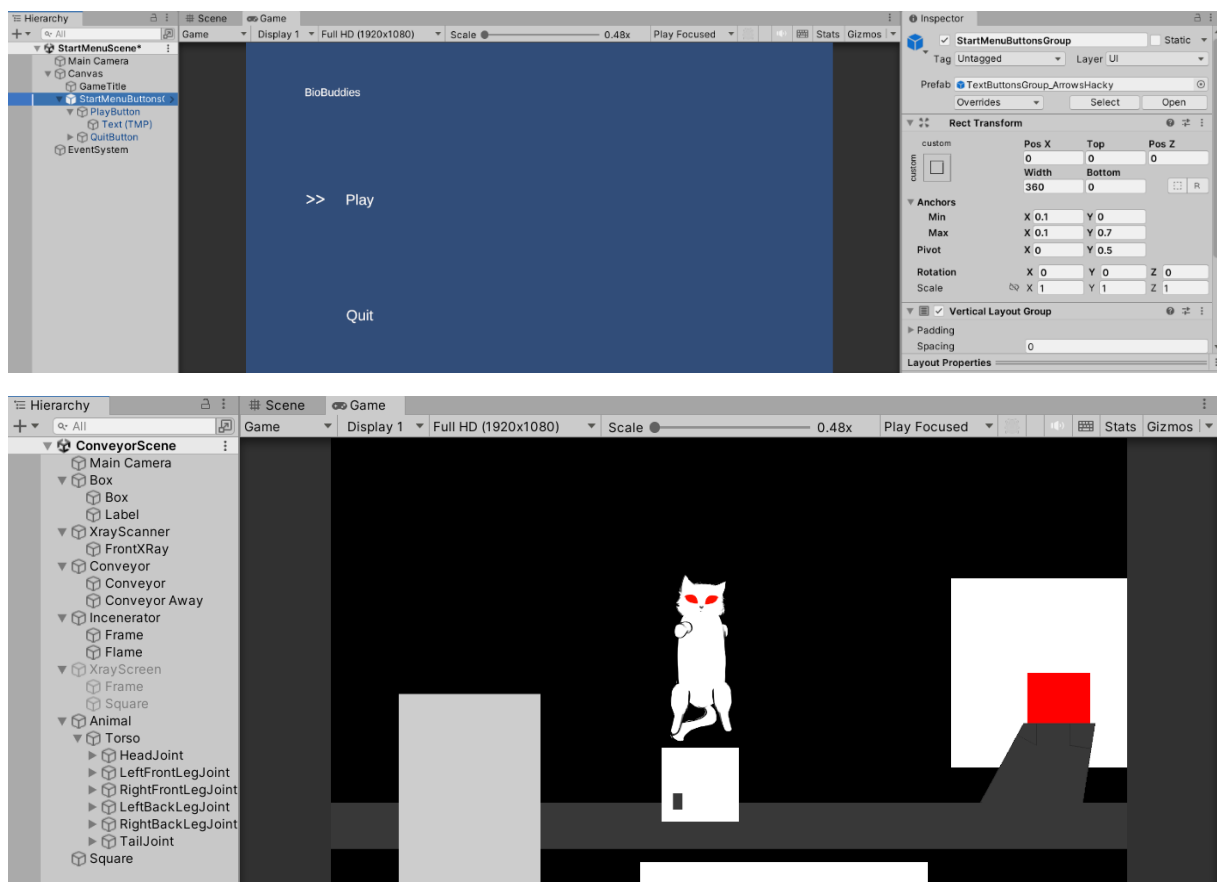 Hierarchy
All
StartMenuScene*
Main Camera
Canvas
GameTitle
StartMenuButtonsG
PlayButton
Text (TMP)
QuitButton
EventSystem
Scene Game
Game Display 1 Full HD (1920x1080) Scale 0.48x Play Focused Stats Gizmos
BioBuddies
>> Play
Quit
Inspector
StartMenuButtonsGroup Static
Tag Untagged Layer UI
Prefab TextButtonsGroup_ArrowsHacky
Overrides Select Open
Rect Transform
custom Pos X Top Pos Z
custom 0 0 0
Width Bottom
360 0 R
Anchors
Min X 0.1 Y 0
Max X 0.1 Y 0.7
Pivot X 0 Y 0.5
Rotation X 0 Y 0 Z 0
Scale X 1 Y 1 Z 1
Vertical Layout Group
Padding
Spacing 0
Layout Properties
Hierarchy
All
ConveyorScene
Main Camera
Box
Box
Label
XrayScanner
FrontXRay
Conveyor
Conveyor
Conveyor Away
Incenerator
Frame
Flame
XrayScreen
Frame
Square
Animal
Torso
HeadJoint
LeftFrontLegJoint
RightFrontLegJoint
LeftBackLegJoint
RightBackLegJoint
TailJoint
Square
Scene Game
Game Display 1 Full HD (1920x1080) Scale 0.48x Play Focused Stats Gizmos